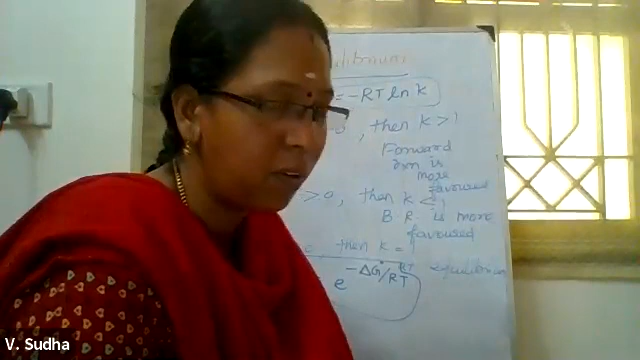 = -RT ln K
, then K > 1
Forward
rxn is
more
favoured
> 0, then K < 1
B R is more
favoured
then K = 1
equilibrium
e^-ΔG°/RT
V. Sudha